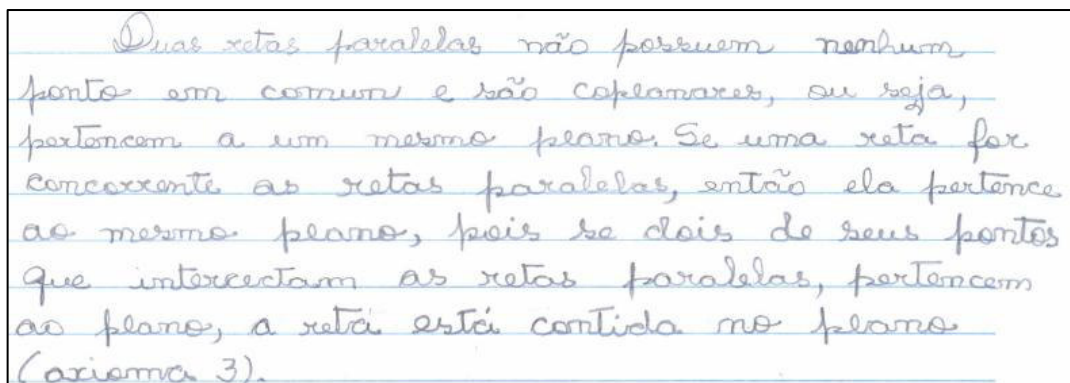 Duas retas paralelas não possuem nenhum
ponto em comun e são coplanares, ou seja,
pertencem a um mesmo plano. Se uma reta for
concorrente as retas paralelas, então ela pertence
ao mesmo plano, pois se dois de seus pontos
que intercectam as retas paralelas, pertencem
ao plano, a reta está contida no plano
(axioma 3).